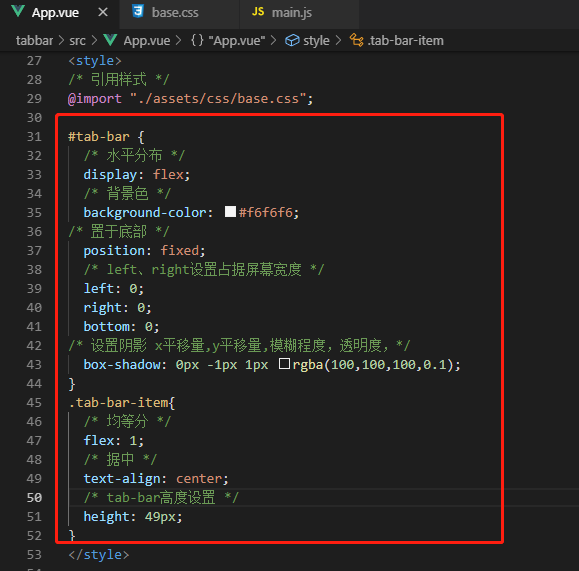 App.vue base.css JS main.js
tabbar > src > App.vue > {} "App.vue" > style > .tab-bar-item
27 <style>
28 /* 引用样式 */
29 @import "./assets/css/base.css";
30
31 #tab-bar {
32 /* 水平分布 */
33 display: flex;
34 /* 背景色 */
35 background-color: #f6f6f6;
36 /* 置于底部 */
37 position: fixed;
38 /* left、right设置占据屏幕宽度 */
39 left: 0;
40 right: 0;
41 bottom: 0;
42 /* 设置阴影 x平移量,y平移量,模糊程度，透明度，*/
43 box-shadow: 0px -1px 1px rgba(100,100,100,0.1);
44 }
45 .tab-bar-item{
46 /* 均等分 */
47 flex: 1;
48 /* 据中 */
49 text-align: center;
50 /* tab-bar高度设置 */
51 height: 49px;
52 }
53 </style>